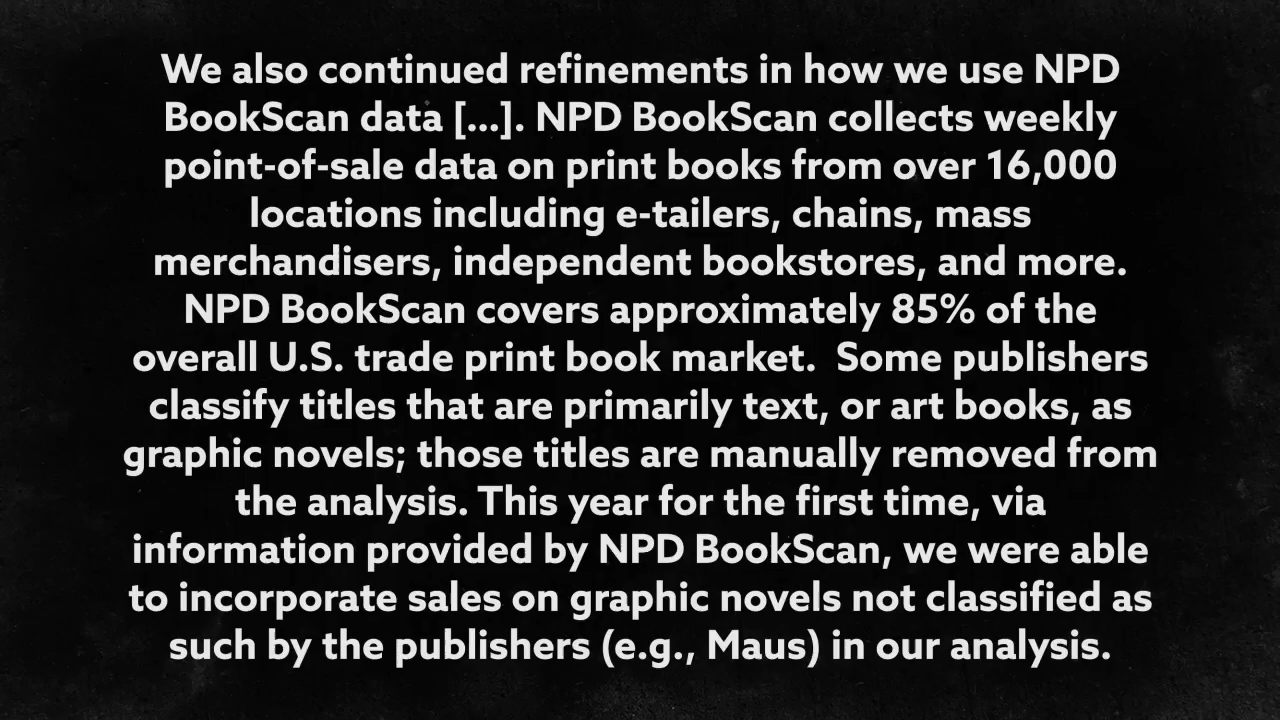 We also continued refinements in how we use NPD
BookScan data [...]. NPD BookScan collects weekly
point-of-sale data on print books from over 16,000
locations including e-tailers, chains, mass
merchandisers, independent bookstores, and more.
NPD BookScan covers approximately 85% of the
overall U.S. trade print book market.  Some publishers
classify titles that are primarily text, or art books, as
graphic novels; those titles are manually removed from
the analysis. This year for the first time, via
information provided by NPD BookScan, we were able
to incorporate sales on graphic novels not classified as
such by the publishers (e.g., Maus) in our analysis.